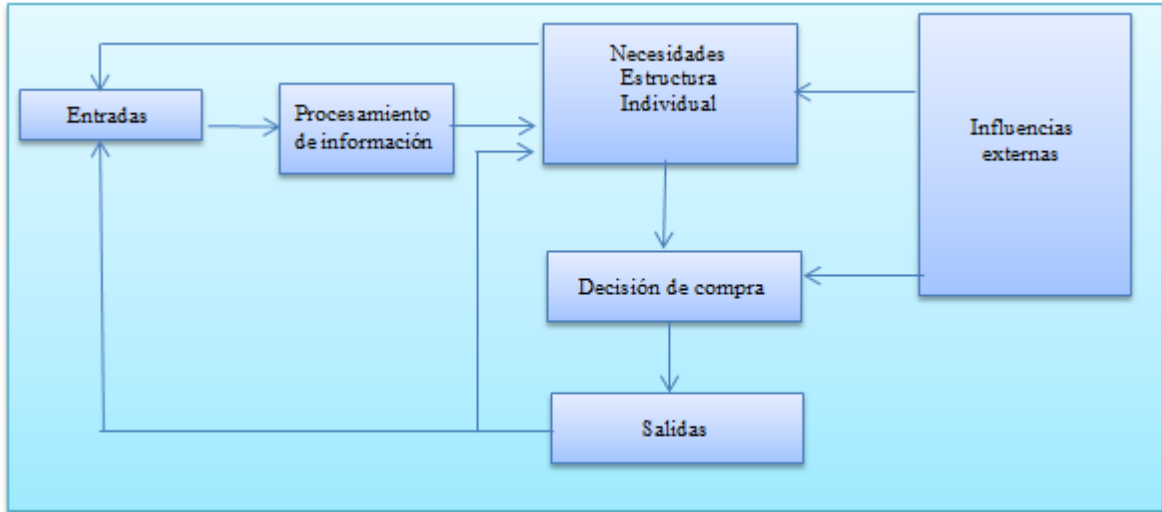 Entradas
Procesamiento
de información
Necesidades
Estructura
Individual
Influencias
externas
Decisión de compra
Salidas